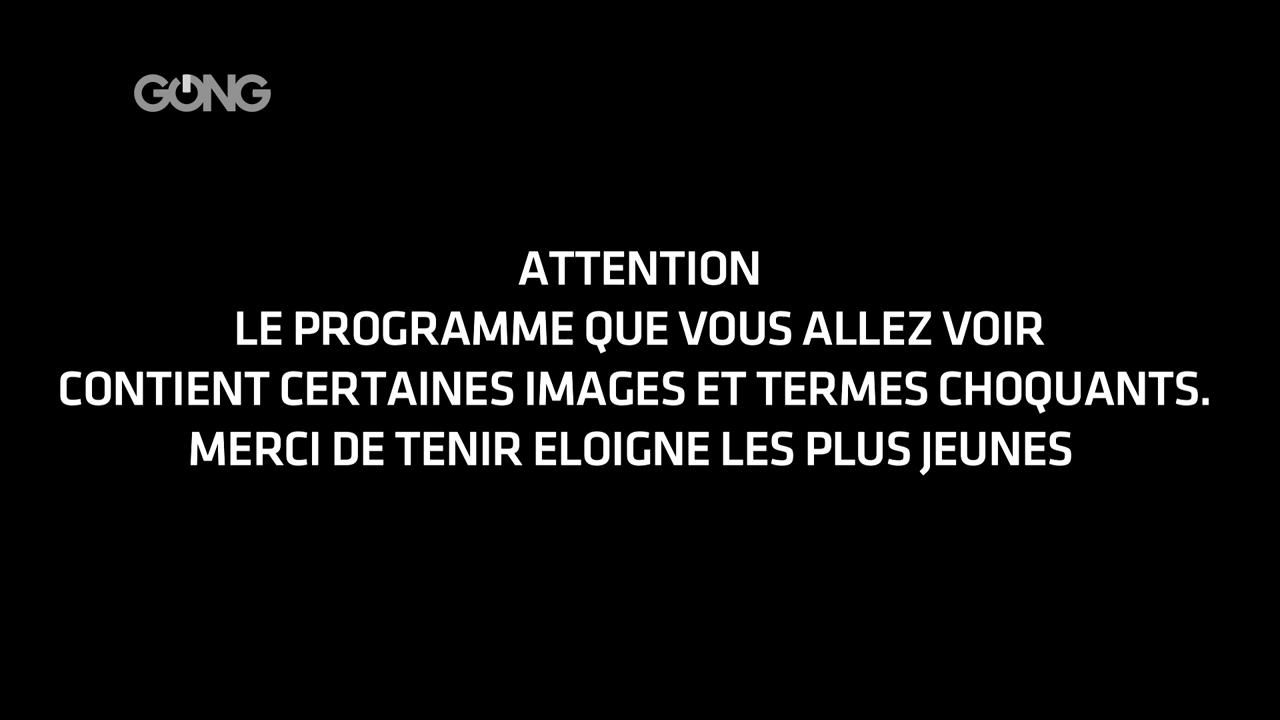 GONG
ATTENTION
LE PROGRAMME QUE VOUS ALLEZ VOIR
CONTIENT CERTAINES IMAGES ET TERMES CHOQUANTS.
MERCI DE TENIR ELOIGNE LES PLUS JEUNES